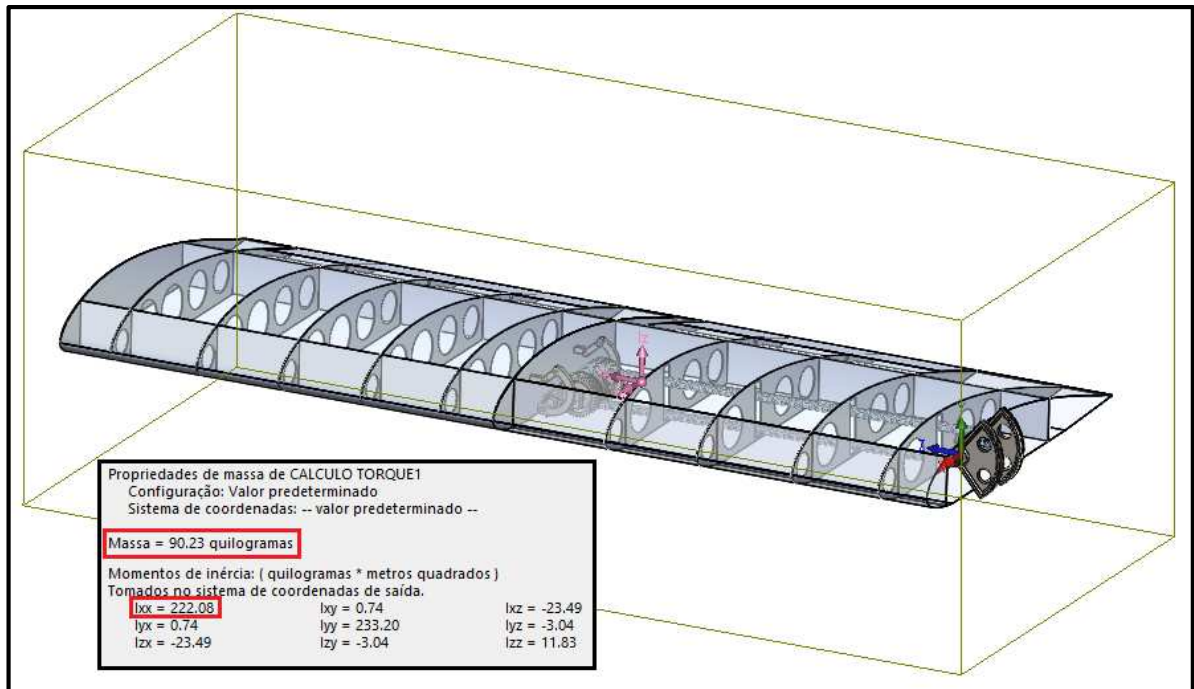 Propriedades de massa de CALCULO TORQUE1
Configuração: Valor predeterminado
Sistema de coordenadas: -- valor predeterminado --
Massa = 90.23 quilogramas
Momentos de inércia: ( quilogramas * metros quadrados )
Tomados no sistema de coordenadas de saída.
Ixx = 222.08 Ixy = 0.74 Ixz = -23.49
Iyx = 0.74 Iyy = 233.20 Iyz = -3.04
Izx = -23.49 Izy = -3.04 Izz = 11.83